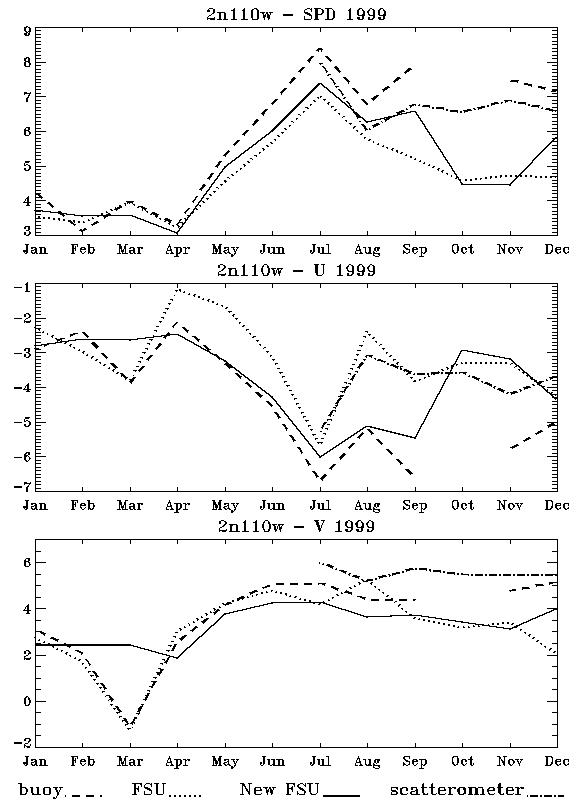 2n110w – SPD 1999
9
8
7
6
5
4
3
Jan Feb Mar Apr May Jun Jul Aug Sep Oct Nov Dec
2n110w – U 1999
-1
-2
-3
-4
-5
-6
-7
Jan Feb Mar Apr May Jun Jul Aug Sep Oct Nov Dec
2n110w – V 1999
6
4
2
0
-2
Jan Feb Mar Apr May Jun Jul Aug Sep Oct Nov Dec
buoy FSU New FSU scatterometer